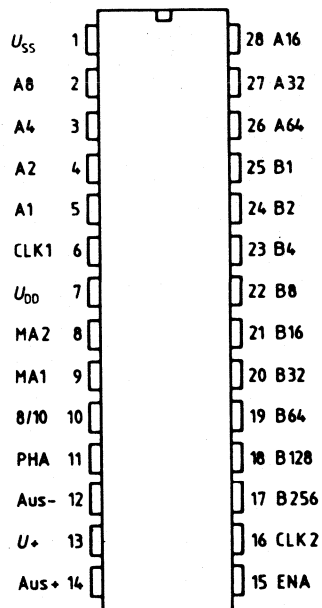 U_SS 1 28 A16
A8 2 27 A32
A4 3 26 A64
A2 4 25 B1
A1 5 24 B2
CLK1 6 23 B4
U_DD 7 22 B8
MA2 8 21 B16
MA1 9 20 B32
8/10 10 19 B64
PHA 11 18 B128
Aus- 12 17 B256
U+ 13 16 CLK2
Aus+ 14 15 ENA